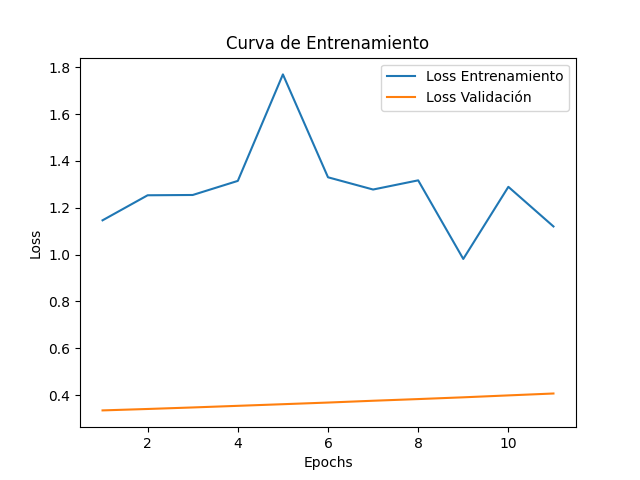 Curva de Entrenamiento
Loss Entrenamiento
Loss Validación
Loss
1.8
1.6
1.4
1.2
1.0
0.8
0.6
0.4
2 4 6 8 10
Epochs